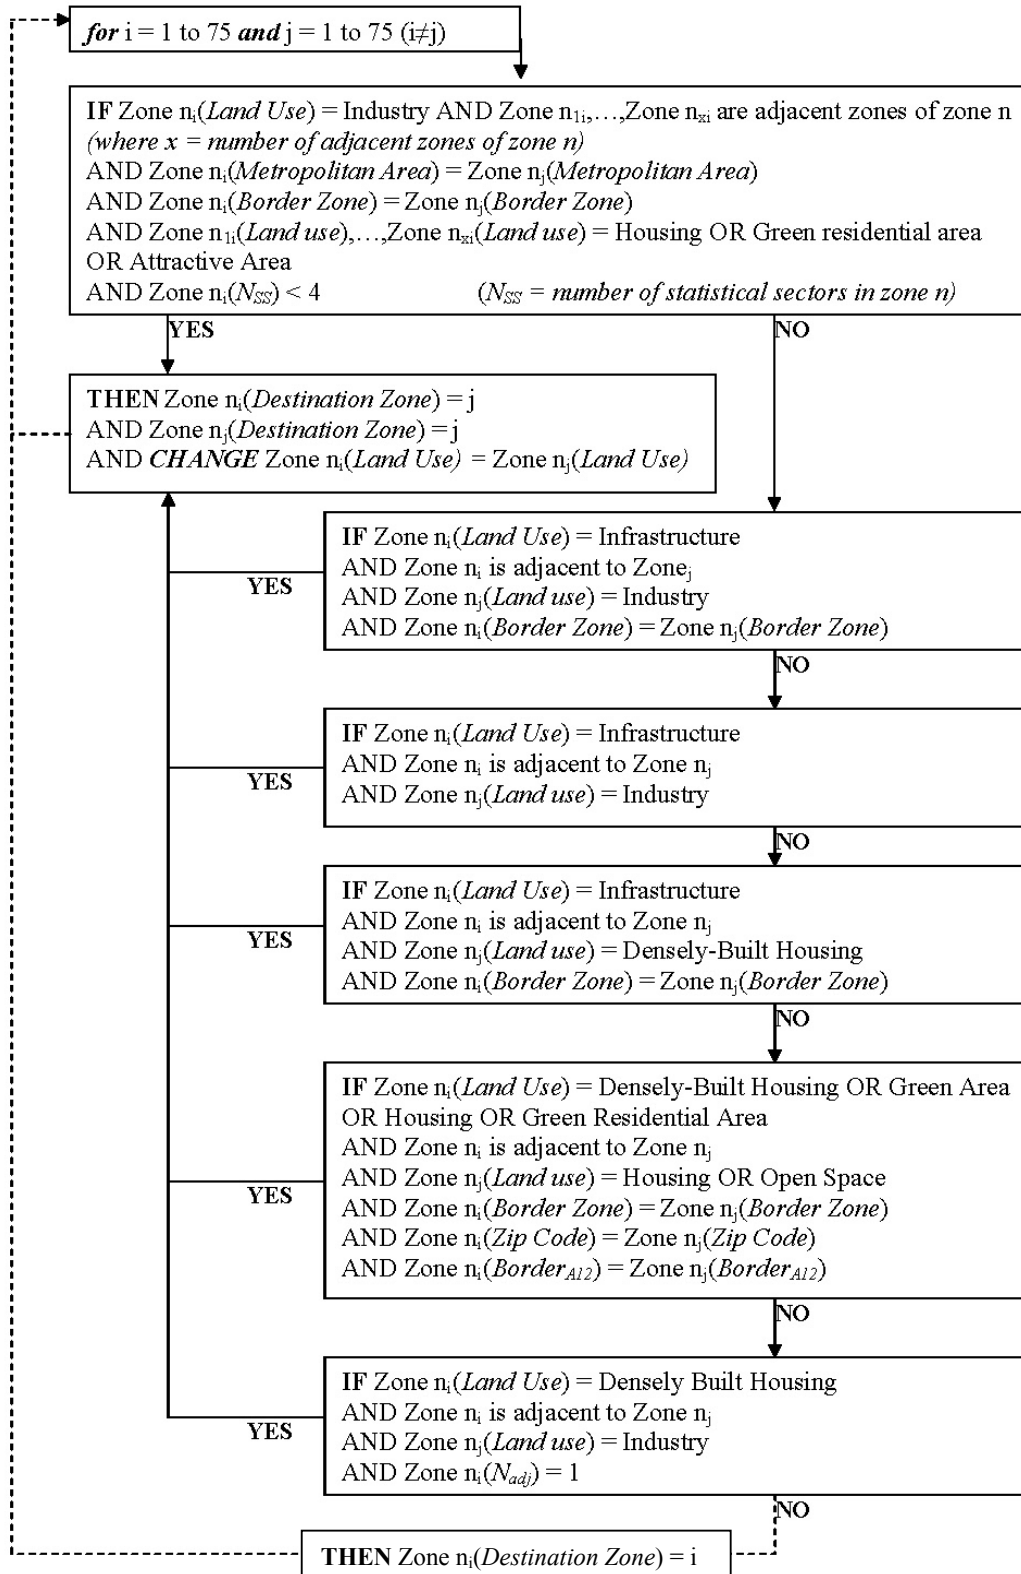 for i = 1 to 75 and j = 1 to 75 (i≠j)
IF Zone nᵢ(Land Use) = Industry AND Zone n₁ᵢ,…,Zone nₓᵢ are adjacent zones of zone n
(where x = number of adjacent zones of zone n)
AND Zone nᵢ(Metropolitan Area) = Zone nⱼ(Metropolitan Area)
AND Zone nᵢ(Border Zone) = Zone nⱼ(Border Zone)
AND Zone n₁ᵢ(Land use),…,Zone nₓᵢ(Land use) = Housing OR Green residential area
OR Attractive Area
AND Zone nᵢ(N_SS) < 4 (N_SS = number of statistical sectors in zone n)
YES
NO
THEN Zone nᵢ(Destination Zone) = j
AND Zone nⱼ(Destination Zone) = j
AND CHANGE Zone nᵢ(Land Use) = Zone nⱼ(Land Use)
IF Zone nᵢ(Land Use) = Infrastructure
AND Zone nᵢ is adjacent to Zoneⱼ
AND Zone nⱼ(Land use) = Industry
AND Zone nᵢ(Border Zone) = Zone nⱼ(Border Zone)
YES
NO
IF Zone nᵢ(Land Use) = Infrastructure
AND Zone nᵢ is adjacent to Zone nⱼ
AND Zone nⱼ(Land use) = Industry
YES
NO
IF Zone nᵢ(Land Use) = Infrastructure
AND Zone nᵢ is adjacent to Zone nⱼ
AND Zone nⱼ(Land use) = Densely-Built Housing
AND Zone nᵢ(Border Zone) = Zone nⱼ(Border Zone)
YES
NO
IF Zone nᵢ(Land Use) = Densely-Built Housing OR Green Area
OR Housing OR Green Residential Area
AND Zone nᵢ is adjacent to Zone nⱼ
AND Zone nⱼ(Land use) = Housing OR Open Space
AND Zone nᵢ(Border Zone) = Zone nⱼ(Border Zone)
AND Zone nᵢ(Zip Code) = Zone nⱼ(Zip Code)
AND Zone nᵢ(Border_A12) = Zone nⱼ(Border_A12)
YES
NO
IF Zone nᵢ(Land Use) = Densely Built Housing
AND Zone nᵢ is adjacent to Zone nⱼ
AND Zone nⱼ(Land use) = Industry
AND Zone nᵢ(N_adj) = 1
YES
NO
THEN Zone nᵢ(Destination Zone) = i